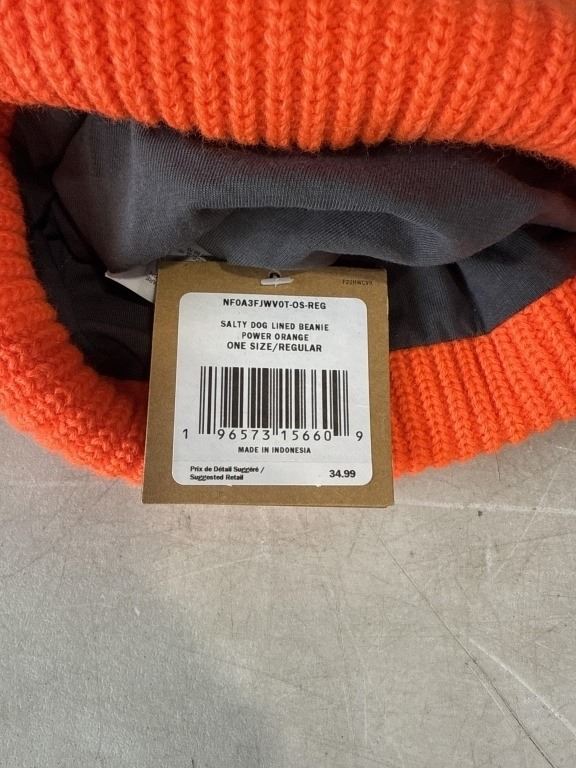 NF0A3FJWV0T-OS-REG
SALTY DOG LINED BEANIE
POWER ORANGE
ONE SIZE/REGULAR
1 96573 15660 9
MADE IN INDONESIA
Prix de Détail Suggéré /
Suggested Retail 34.99